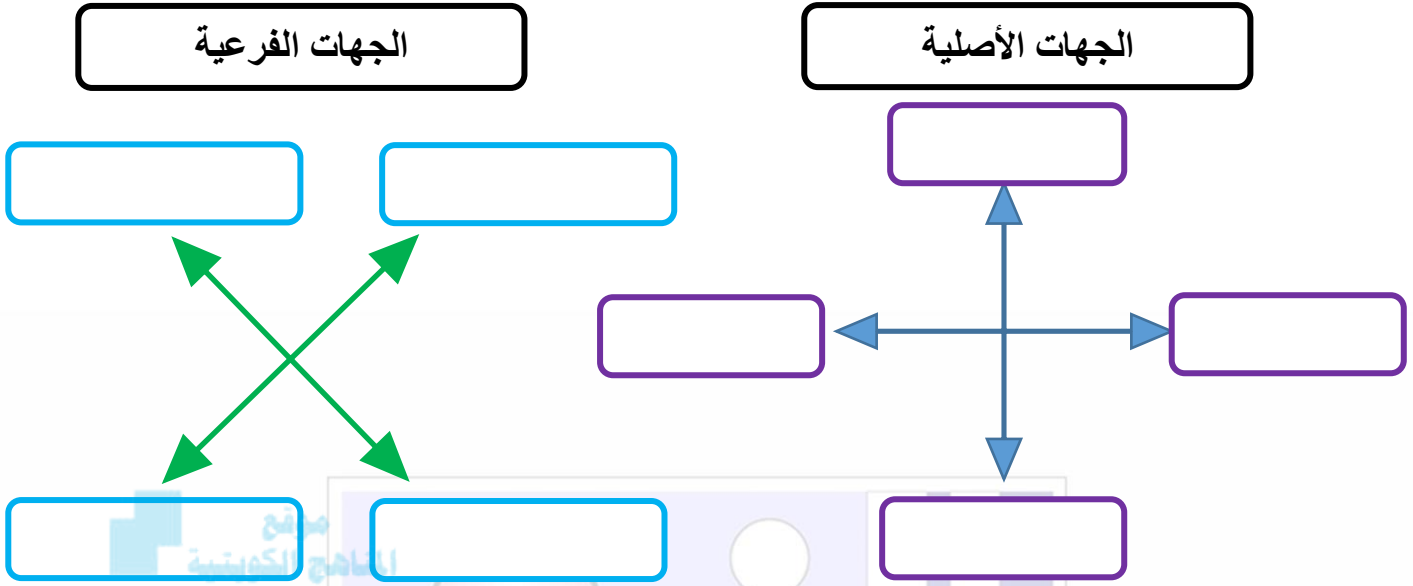 الجهات الأصلية
الجهات الفرعية
موقع
المناهج الكويتية